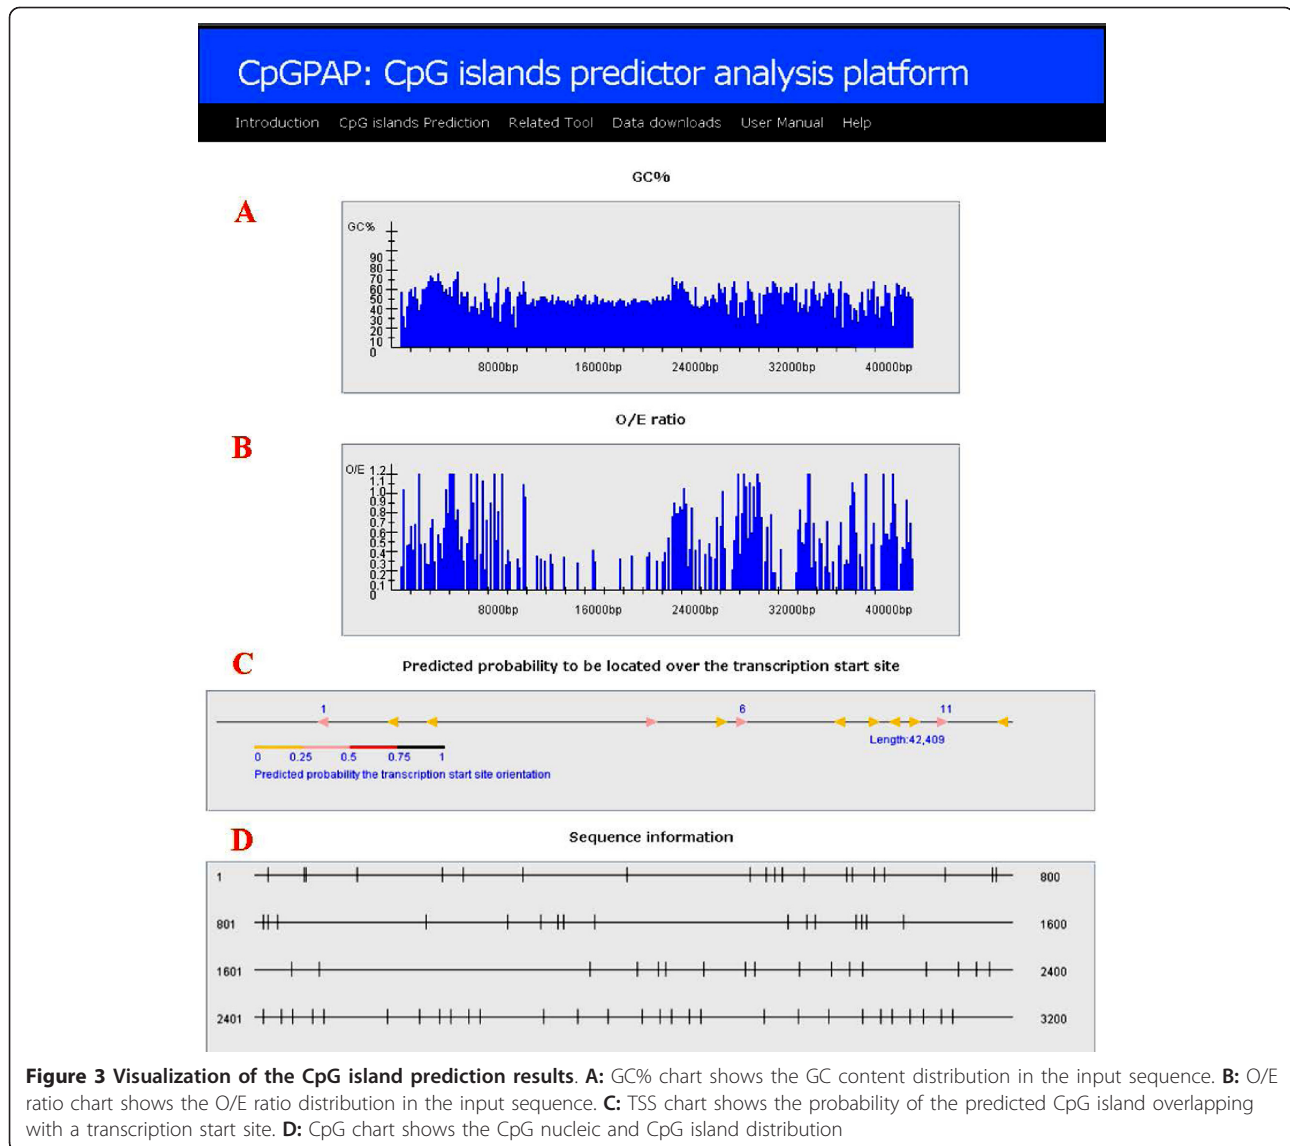 CpGPAP: CpG islands predictor analysis platform
Introduction CpG islands Prediction Related Tool Data downloads User Manual Help
GC%
A
GC%
90
80
70
60
50
40
30
20
10
0
8000bp 16000bp 24000bp 32000bp 40000bp
O/E ratio
B
O/E 1.2
1.1
1.0
0.9
0.8
0.7
0.6
0.5
0.4
0.3
0.2
0.1
0
8000bp 16000bp 24000bp 32000bp 40000bp
C
Predicted probability to be located over the transcription start site
1 6 11
Length:42,409
0 0.25 0.5 0.75 1
Predicted probability the transcription start site orientation
D
Sequence information
1 800
801 1600
1601 2400
2401 3200
Figure 3 Visualization of the CpG island prediction results. A: GC% chart shows the GC content distribution in the input sequence. B: O/E
ratio chart shows the O/E ratio distribution in the input sequence. C: TSS chart shows the probability of the predicted CpG island overlapping
with a transcription start site. D: CpG chart shows the CpG nucleic and CpG island distribution